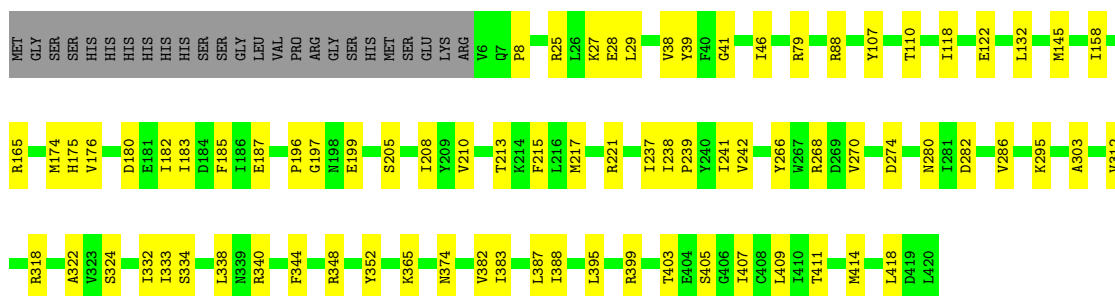 MET GLY SER SER HIS HIS HIS HIS HIS HIS SER SER GLY LEU VAL PRO ARG GLY SER HIS MET SER GLU LYS ARG V6 Q7 P8 R25 L26 K27 E28 L29 V38 Y39 F40 G41 I46 R79 R88 Y107 T110 I118 E122 L132 M145 I158
R165 M174 H175 V176 D180 E181 I182 I183 D184 F185 I186 E187 P196 G197 N198 E199 S205 I208 Y209 V210 T213 K214 F215 L216 M217 R221 I237 I238 P239 Y240 I241 V242 Y266 W267 R268 D269 V270 D274 N280 I281 D282 V286 K295 A303
R318 A322 V323 S324 I332 I333 S334 L338 N339 R340 F344 R348 Y352 K365 N374 V382 I383 L387 I388 L395 R399 T403 E404 S405 G406 I407 C408 L409 I410 T411 M414 L418 D419 L420